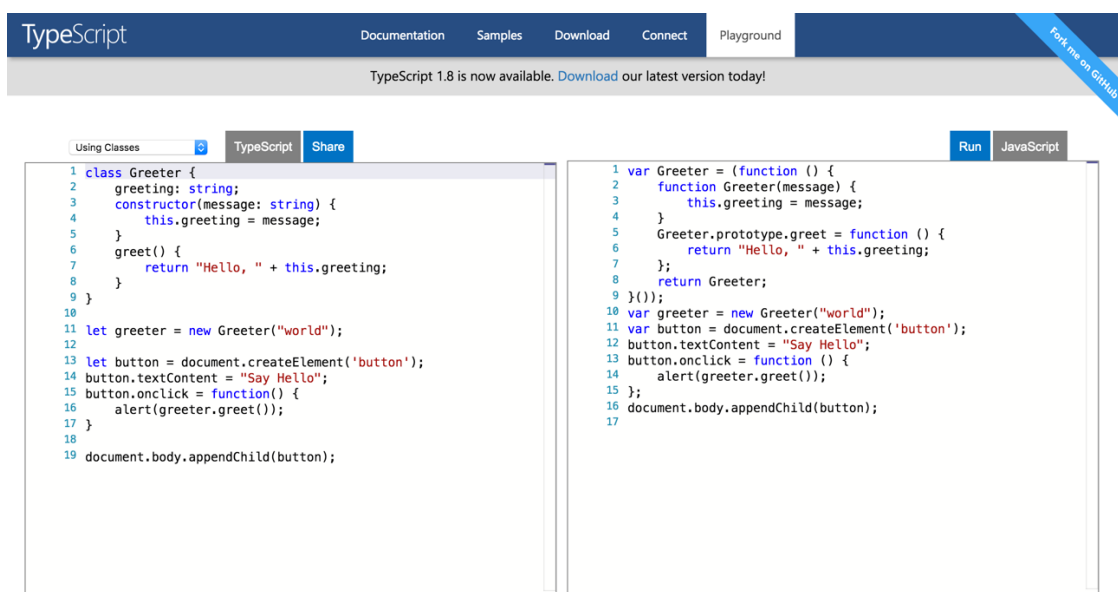 TypeScript Documentation Samples Download Connect Playground
Fork me on GitHub
TypeScript 1.8 is now available. Download our latest version today!
Using Classes TypeScript Share
1 class Greeter {
2     greeting: string;
3     constructor(message: string) {
4         this.greeting = message;
5     }
6     greet() {
7         return "Hello, " + this.greeting;
8     }
9 }
10
11 let greeter = new Greeter("world");
12
13 let button = document.createElement('button');
14 button.textContent = "Say Hello";
15 button.onclick = function() {
16     alert(greeter.greet());
17 }
18
19 document.body.appendChild(button);
Run JavaScript
1 var Greeter = (function () {
2     function Greeter(message) {
3         this.greeting = message;
4     }
5     Greeter.prototype.greet = function () {
6         return "Hello, " + this.greeting;
7     };
8     return Greeter;
9 }());
10 var greeter = new Greeter("world");
11 var button = document.createElement('button');
12 button.textContent = "Say Hello";
13 button.onclick = function () {
14     alert(greeter.greet());
15 };
16 document.body.appendChild(button);
17